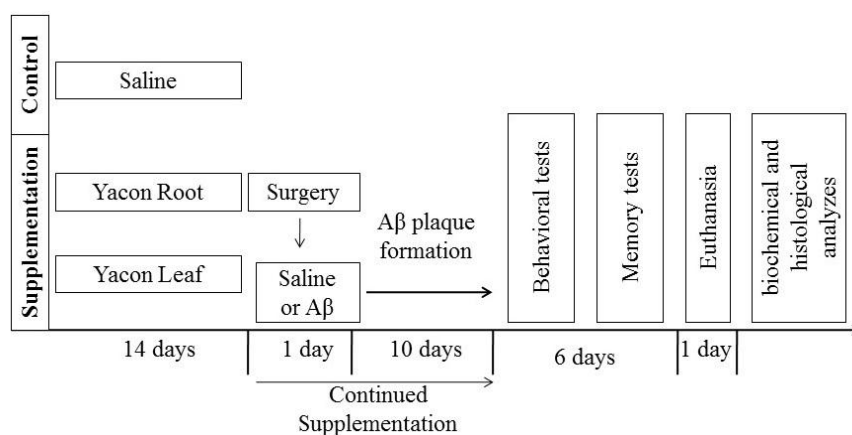 Control
Saline
Supplementation
Yacon Root
Yacon Leaf
Surgery
Saline
or Aβ
Aβ plaque
formation
Behavioral tests
Memory tests
Euthanasia
biochemical and
histological
analyzes
14 days
1 day
10 days
6 days
1 day
Continued
Supplementation